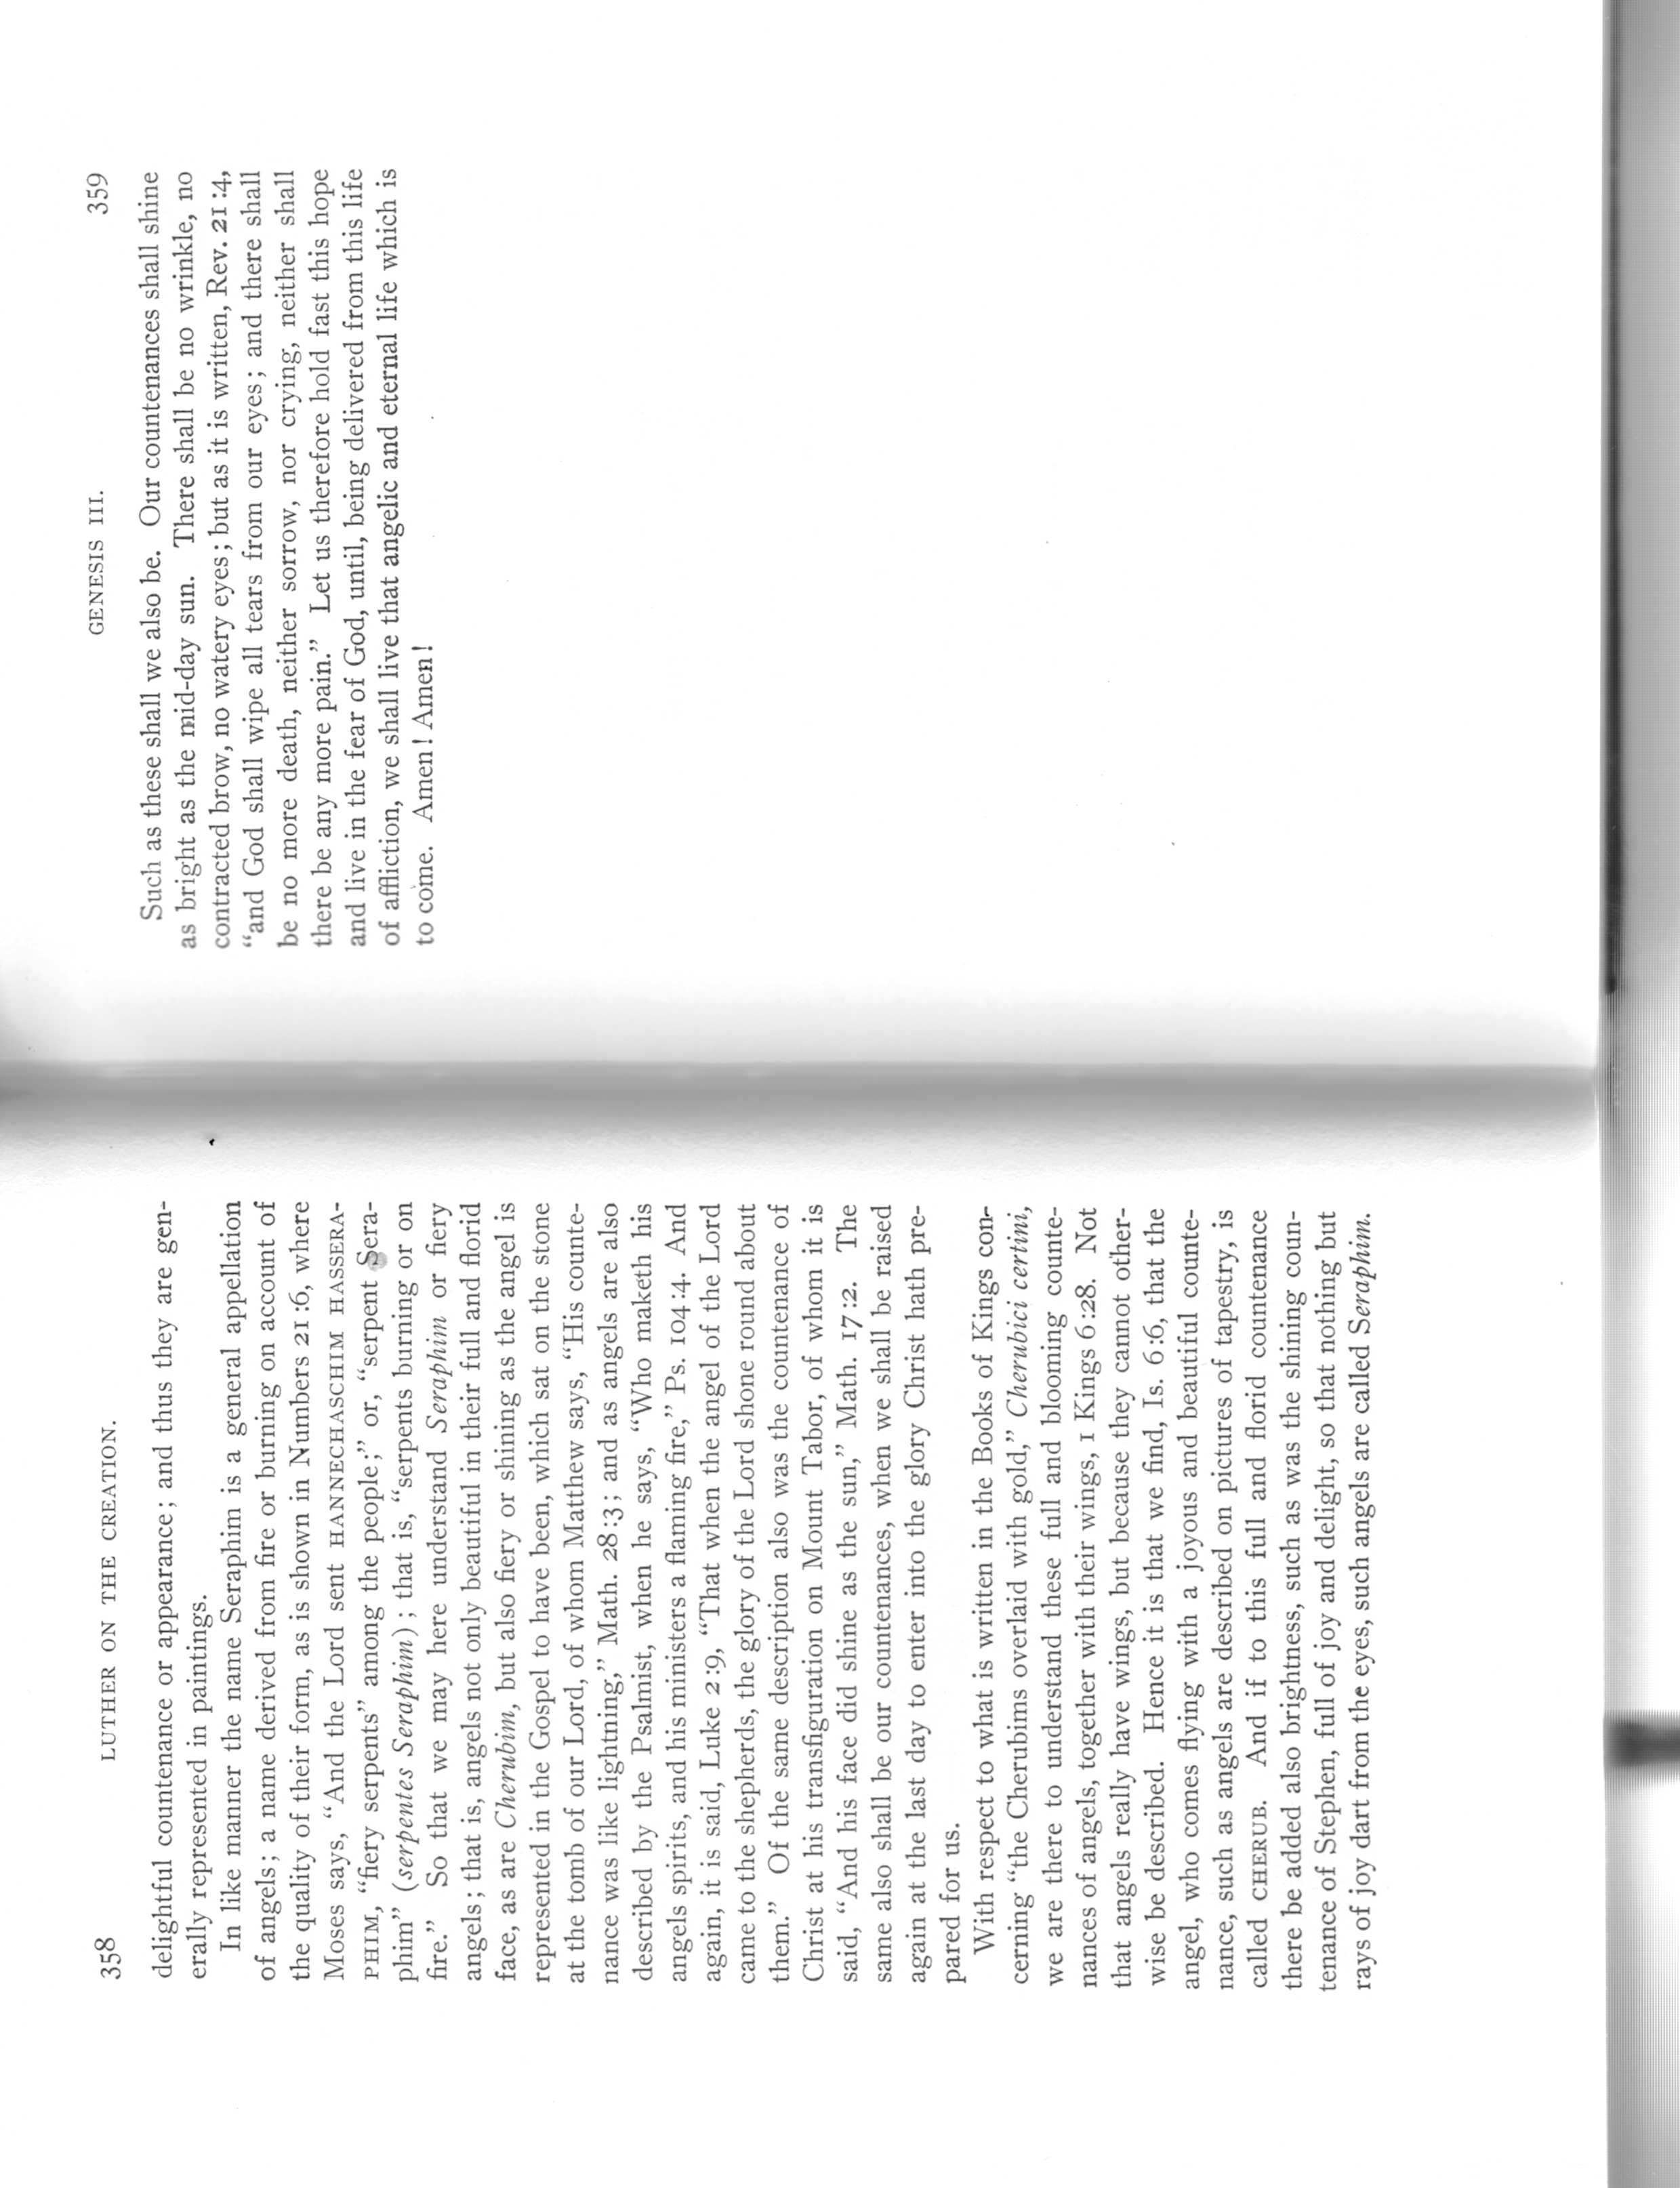 358 LUTHER ON THE CREATION.
delightful countenance or appearance; and thus they are gen-
erally represented in paintings.
In like manner the name Seraphim is a general appellation
of angels; a name derived from fire or burning on account of
the quality of their form, as is shown in Numbers 21:6, where
Moses says, “And the Lord sent HANNECHASCHIM HASSERA-
PHIM, “fiery serpents” among the people;” or, “serpent Sera-
phim” (serpentes Seraphim); that is, “serpents burning or on
fire.” So that we may here understand Seraphim or fiery
angels; that is, angels not only beautiful in their full and florid
face, as are Cherubim, but also fiery or shining as the angel is
represented in the Gospel to have been, which sat on the stone
at the tomb of our Lord, of whom Matthew says, “His counte-
nance was like lightning,” Math. 28:3; and as angels are also
described by the Psalmist, when he says, “Who maketh his
angels spirits, and his ministers a flaming fire,” Ps. 104:4. And
again, it is said, Luke 2:9, “That when the angel of the Lord
came to the shepherds, the glory of the Lord shone round about
them.” Of the same description also was the countenance of
Christ at his transfiguration on Mount Tabor, of whom it is
said, “And his face did shine as the sun,” Math. 17:2. The
same also shall be our countenances, when we shall be raised
again at the last day to enter into the glory Christ hath pre-
pared for us.
With respect to what is written in the Books of Kings con-
cerning “the Cherubims overlaid with gold,” Cherubici certini,
we are there to understand these full and blooming counte-
nances of angels, together with their wings, 1 Kings 6:28. Not
that angels really have wings, but because they cannot other-
wise be described. Hence it is that we find, Is. 6:6, that the
angel, who comes flying with a joyous and beautiful counte-
nance, such as angels are described on pictures of tapestry, is
called CHERUB. And if to this full and florid countenance
there be added also brightness, such as was the shining coun-
tenance of Stephen, full of joy and delight, so that nothing but
rays of joy dart from the eyes, such angels are called Seraphim.
GENESIS III. 359
Such as these shall we also be. Our countenances shall shine
as bright as the mid-day sun. There shall be no wrinkle, no
contracted brow, no watery eyes; but as it is written, Rev. 21:4,
“and God shall wipe all tears from our eyes; and there shall
be no more death, neither sorrow, nor crying, neither shall
there be any more pain.” Let us therefore hold fast this hope
and live in the fear of God, until, being delivered from this life
of affliction, we shall live that angelic and eternal life which is
to come. Amen! Amen!